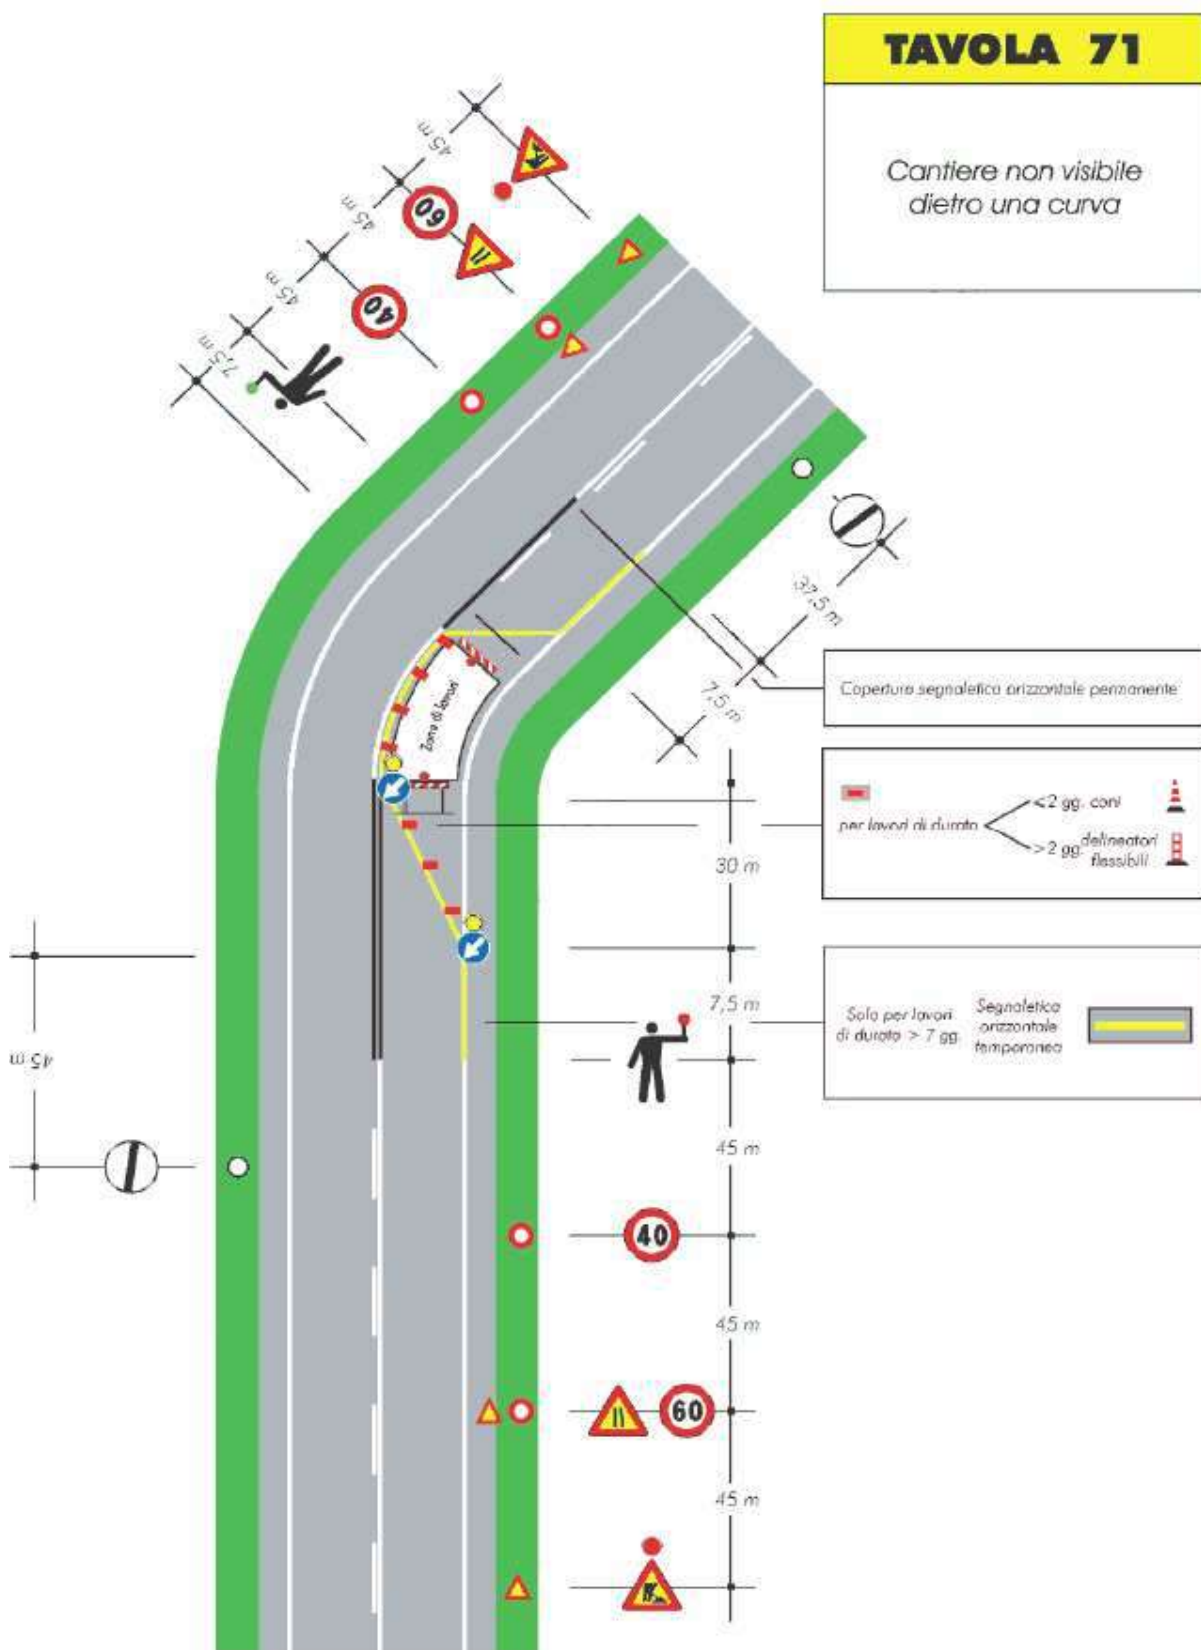 TAVOLA 71
Cantiere non visibile
dietro una curva
45 m
45 m
60
45 m
40
7,5 m
37,5 m
7,5 m
Copertura segnaletica orizzontale permanente
Zona di lavori
<2 gg. coni
per lavori di durata
>2 gg. delineatori
flessibili
30 m
7,5 m
Solo per lavori
di durata > 7 gg.
Segnaletica
orizzontale
temporanea
45 m
45 m
40
45 m
60
45 m